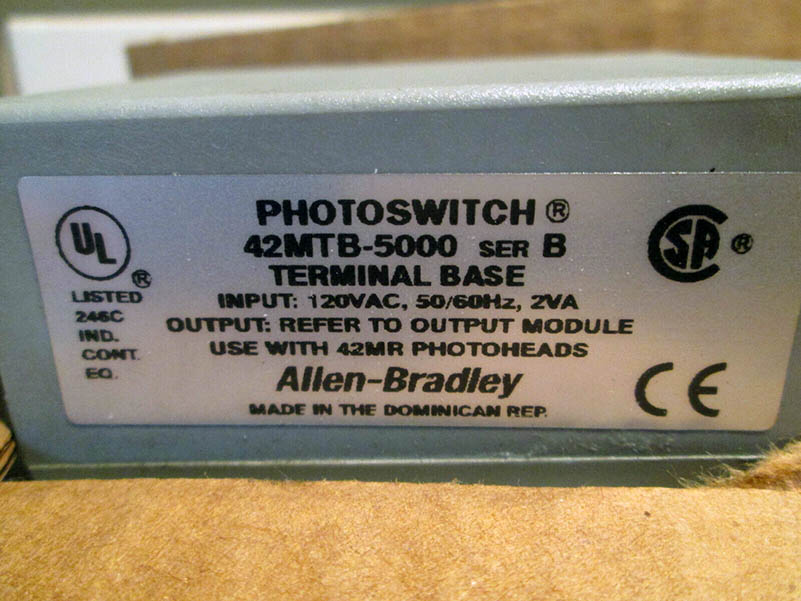 PHOTOSWITCH®
42MTB-5000 SER B
TERMINAL BASE
INPUT: 120VAC, 50/60Hz, 2VA
OUTPUT: REFER TO OUTPUT MODULE
USE WITH 42MR PHOTOHEADS
Allen-Bradley
MADE IN THE DOMINICAN REP.
UL ®
LISTED
246C
IND.
CONT.
EQ.
SA ®
CE